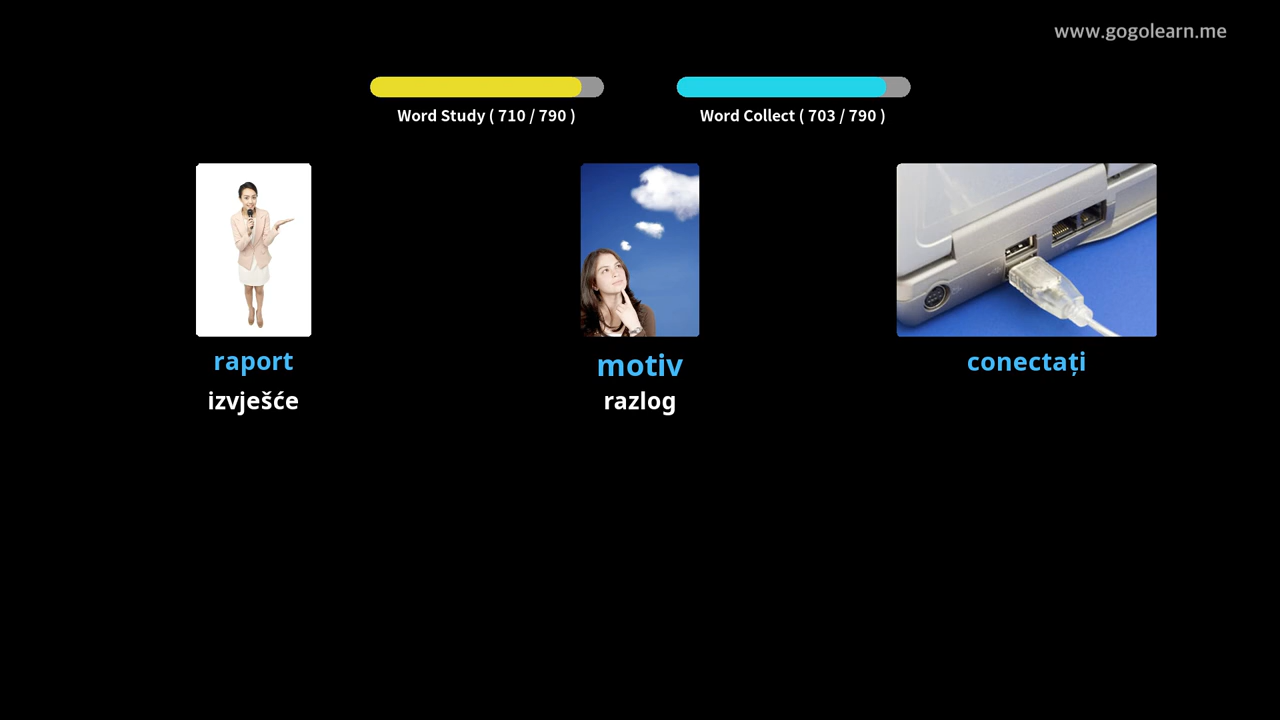 www.gogolearn.me
Word Study ( 710 / 790 )
Word Collect ( 703 / 790 )
raport
motiv
conectați
izvješće
razlog